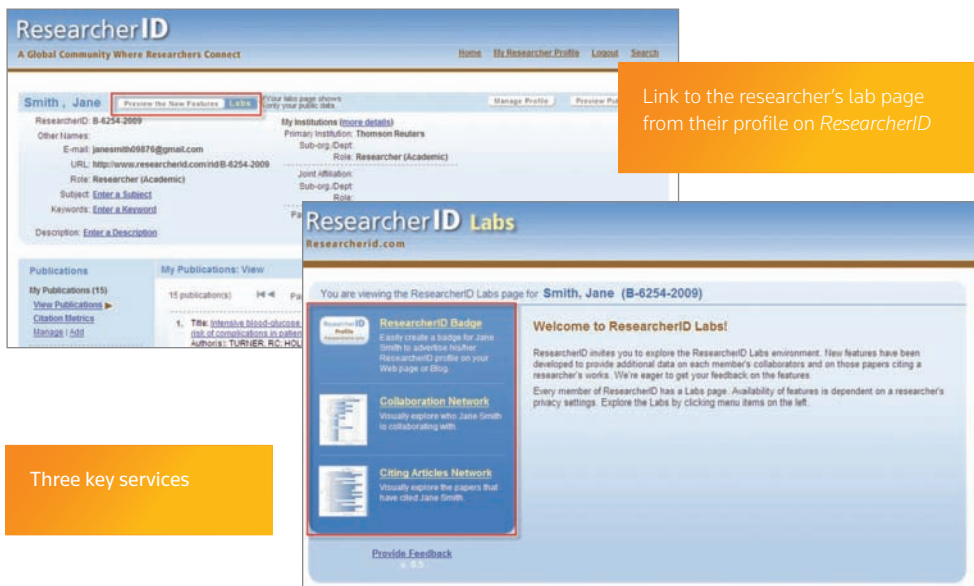 ResearcherID
A Global Community Where Researchers Connect
Home My Researcher Profile Logout Search
Smith , Jane
Preview the New Features Labs
Your labs page shows
only your public data.
Manage Profile
ResearcherID: B-6254-2009
Other Names:
E-mail: janesmith09876@gmail.com
URL: http://www.researcherid.com/rid/B-6254-2009
Role: Researcher (Academic)
Subject: Enter a Subject
Keywords: Enter a Keyword
Description: Enter a Description
My Institutions (more details)
Primary Institution: Thomson Reuters
Sub-org./Dept:
Role: Researcher (Academic)
Joint Affiliation:
Sub-org./Dept:
Role:
Publications
My Publications (15)
View Publications
Citation Metrics
Manage | Add
My Publications: View
15 publication(s)
1. Title: Intensive blood-glucose
risk of complications in
Author(s): TURNER, RC;
Link to the researcher's lab page
from their profile on ResearcherID
ResearcherID Labs
Researcherid.com
You are viewing the ResearcherID Labs page for Smith, Jane (B-6254-2009)
ResearcherID
Profile
ResearcherID Badge
Easily create a badge for Jane
Smith to advertise his/her
ResearcherID profile on your
Web page or Blog.
Collaboration Network
Visually explore who Jane Smith
is collaborating with.
Citing Articles Network
Visually explore the papers that
have cited Jane Smith.
Provide Feedback
Welcome to ResearcherID Labs!
ResearcherID invites you to explore the ResearcherID Labs environment. New features have been
developed to provide additional data on each member's collaborators and on those papers citing a
researcher's works. We're eager to get your feedback on the features.
Every member of ResearcherID has a Labs page. Availability of features is dependent on a researcher's
privacy settings. Explore the Labs by clicking menu items on the left.
Three key services